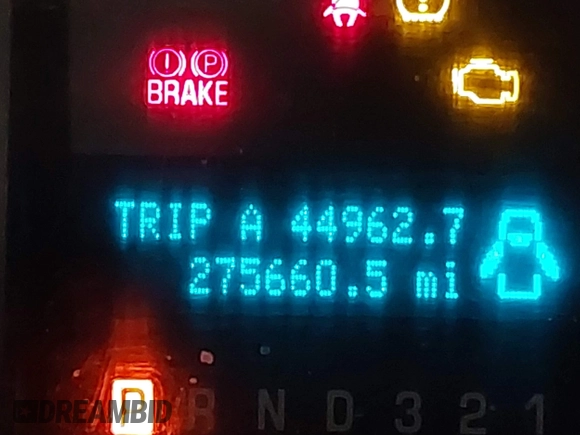 (!) (P)
BRAKE
TRIP A 44962.7
275660.5 mi
P R N D 3 2 1
DREAMBID